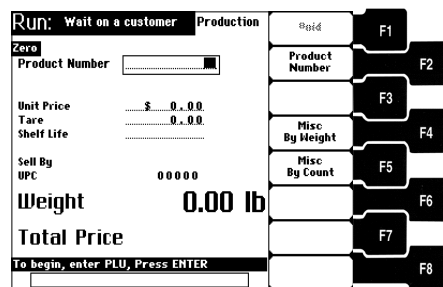 Run: Wait on a customer Production
Zero
Product Number
Unit Price $ 0.00
Tare 0.00
Shelf Life
Sell By
UPC 00000
Weight 0.00 lb
Total Price
To begin, enter PLU, Press ENTER
Void F1
Product Number F2
F3
Misc By Weight F4
Misc By Count F5
F6
F7
F8